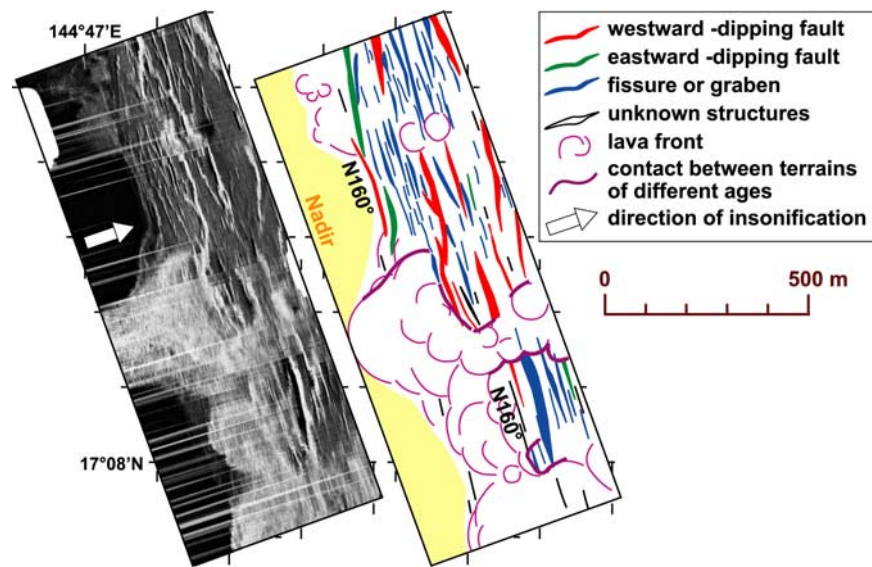 144°47'E
17°08'N
N160°
Nadir
N160°
westward -dipping fault
eastward -dipping fault
fissure or graben
unknown structures
lava front
contact between terrains
of different ages
direction of insonification
0
500 m